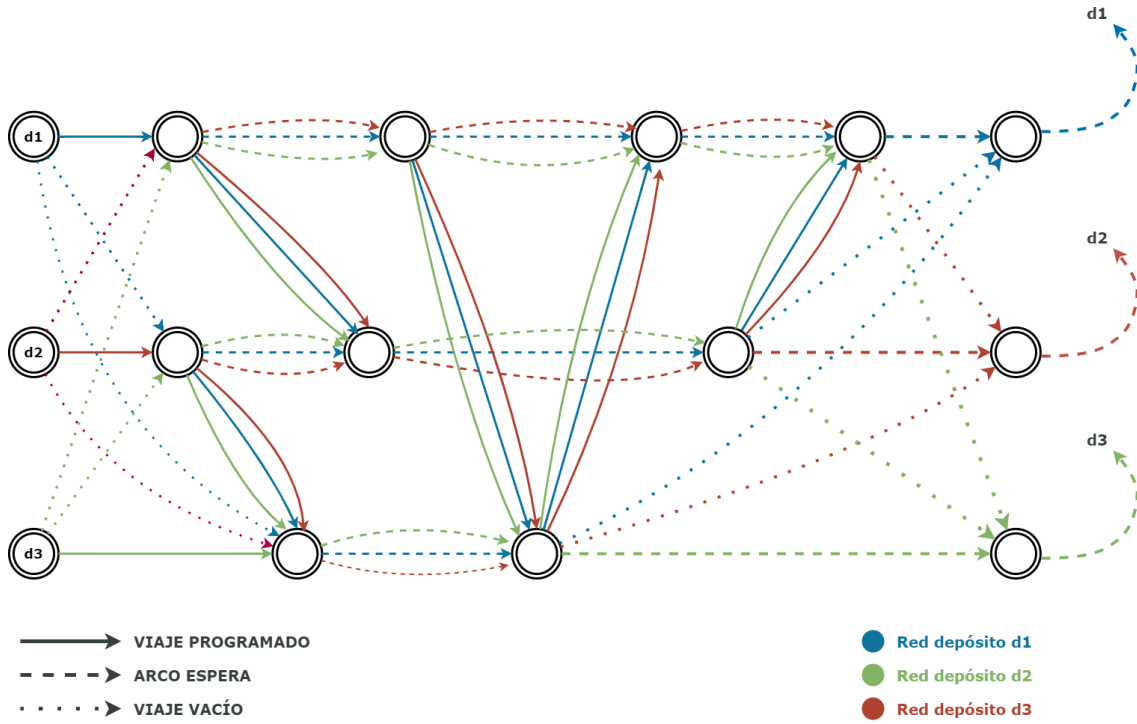 d1
d1
d2
d2
d3
d3
VIAJE PROGRAMADO
ARCO ESPERA
VIAJE VACÍO
Red depósito d1
Red depósito d2
Red depósito d3